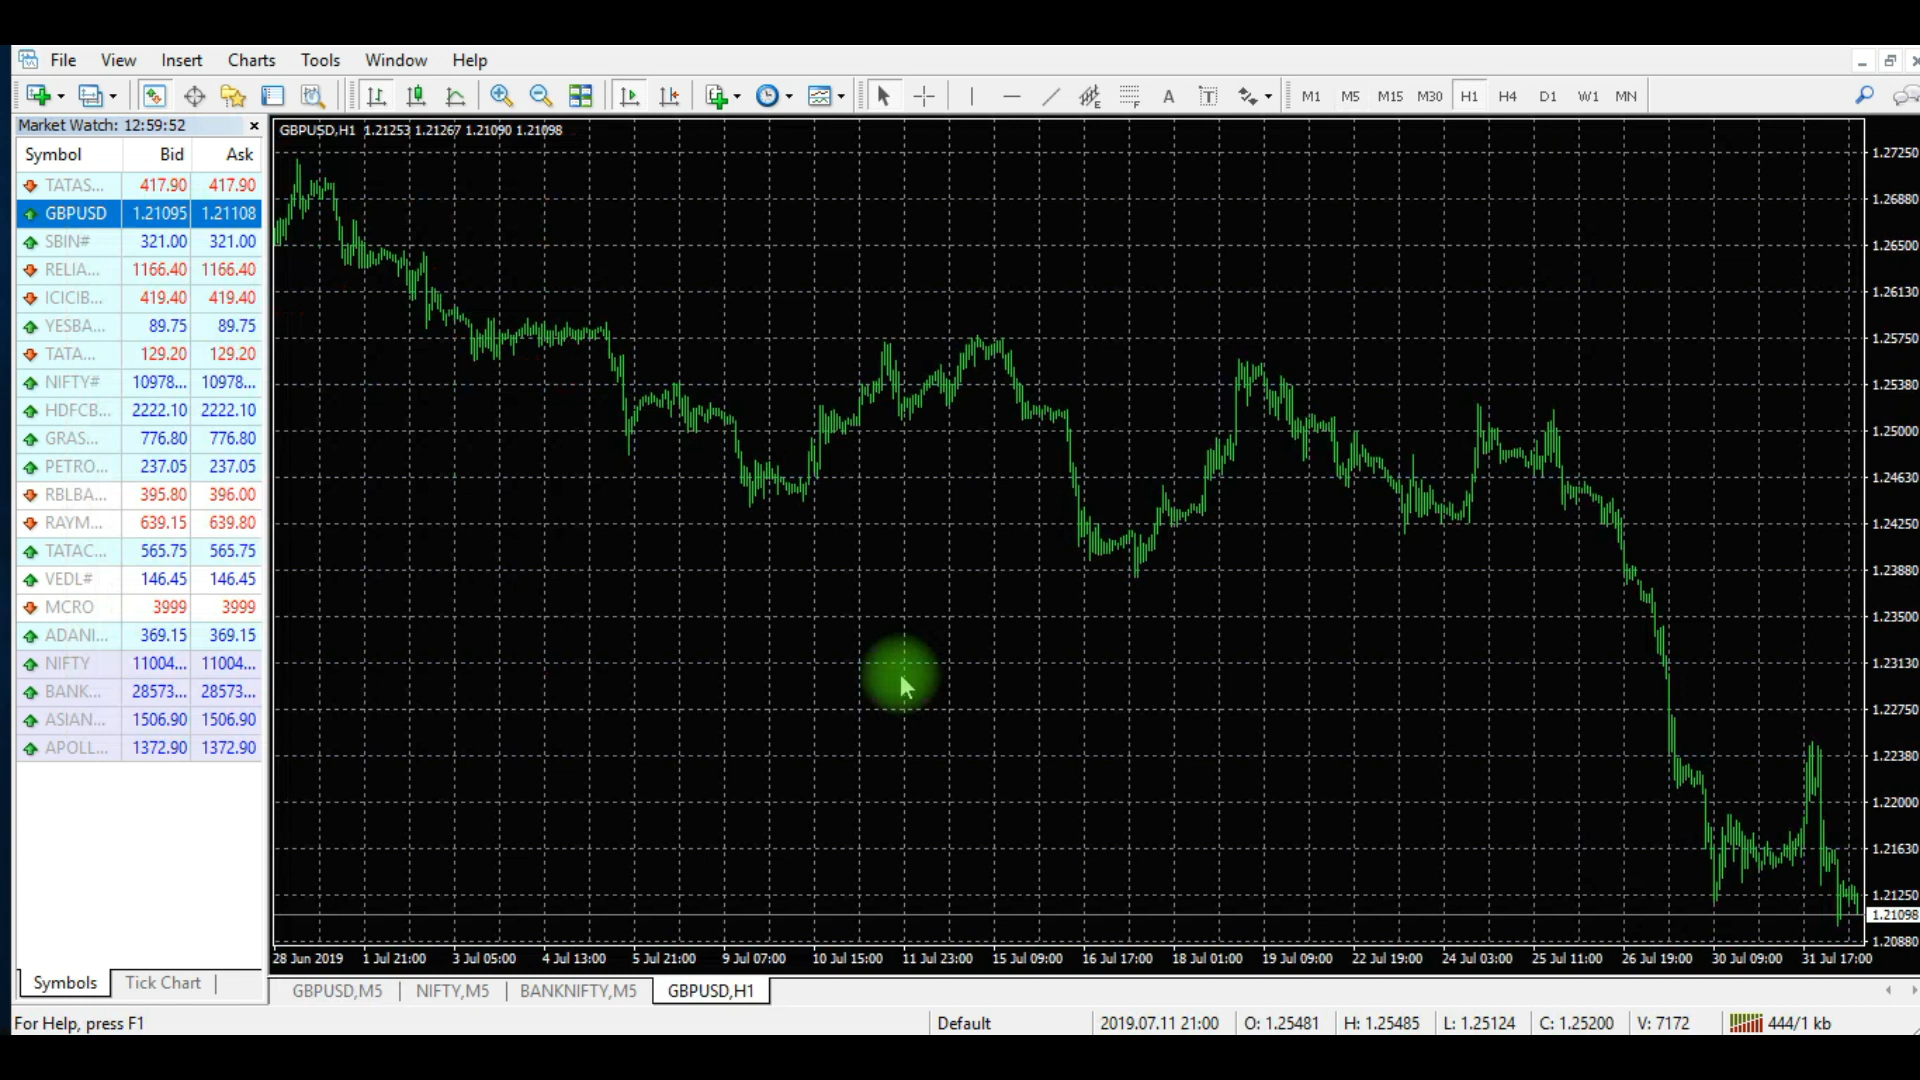 File View Insert Charts Tools Window Help
M1 M5 M15 M30 H1 H4 D1 W1 MN
Market Watch: 12:59:52
Symbol Bid Ask
TATAS... 417.90 417.90
GBPUSD 1.21095 1.21108
SBIN# 321.00 321.00
RELIA... 1166.40 1166.40
ICICIB... 419.40 419.40
YESBA... 89.75 89.75
TATA... 129.20 129.20
NIFTY# 10978... 10978...
HDFCB... 2222.10 2222.10
GRAS... 776.80 776.80
PETRO... 237.05 237.05
RBLBA... 395.80 396.00
RAYM... 639.15 639.80
TATAC... 565.75 565.75
VEDL# 146.45 146.45
MCRO 3999 3999
ADANI... 369.15 369.15
NIFTY 11004... 11004...
BANK... 28573... 28573...
ASIAN... 1506.90 1506.90
APOLL... 1372.90 1372.90
Symbols Tick Chart
GBPUSD,H1 1.21253 1.21267 1.21090 1.21098
1.27250
1.26880
1.26500
1.26130
1.25750
1.25380
1.25000
1.24630
1.24250
1.23880
1.23500
1.23130
1.22750
1.22380
1.22000
1.21630
1.21250
1.21098
1.20880
28 Jun 2019 1 Jul 21:00 3 Jul 05:00 4 Jul 13:00 5 Jul 21:00 9 Jul 07:00 10 Jul 15:00 11 Jul 23:00 15 Jul 09:00 16 Jul 17:00 18 Jul 01:00 19 Jul 09:00 22 Jul 19:00 24 Jul 03:00 25 Jul 11:00 26 Jul 19:00 30 Jul 09:00 31 Jul 17:00
GBPUSD,M5 NIFTY,M5 BANKNIFTY,M5 GBPUSD,H1
For Help, press F1 Default 2019.07.11 21:00 O: 1.25481 H: 1.25485 L: 1.25124 C: 1.25200 V: 7172 444/1 kb